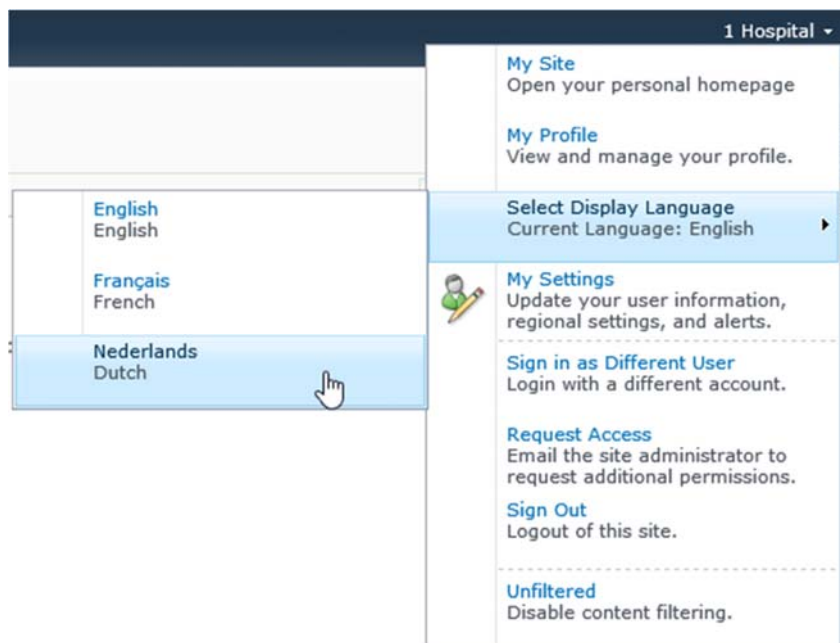 1 Hospital
My Site
Open your personal homepage
My Profile
View and manage your profile.
Select Display Language
Current Language: English
English
English
Français
French
Nederlands
Dutch
My Settings
Update your user information,
regional settings, and alerts.
Sign in as Different User
Login with a different account.
Request Access
Email the site administrator to
request additional permissions.
Sign Out
Logout of this site.
Unfiltered
Disable content filtering.